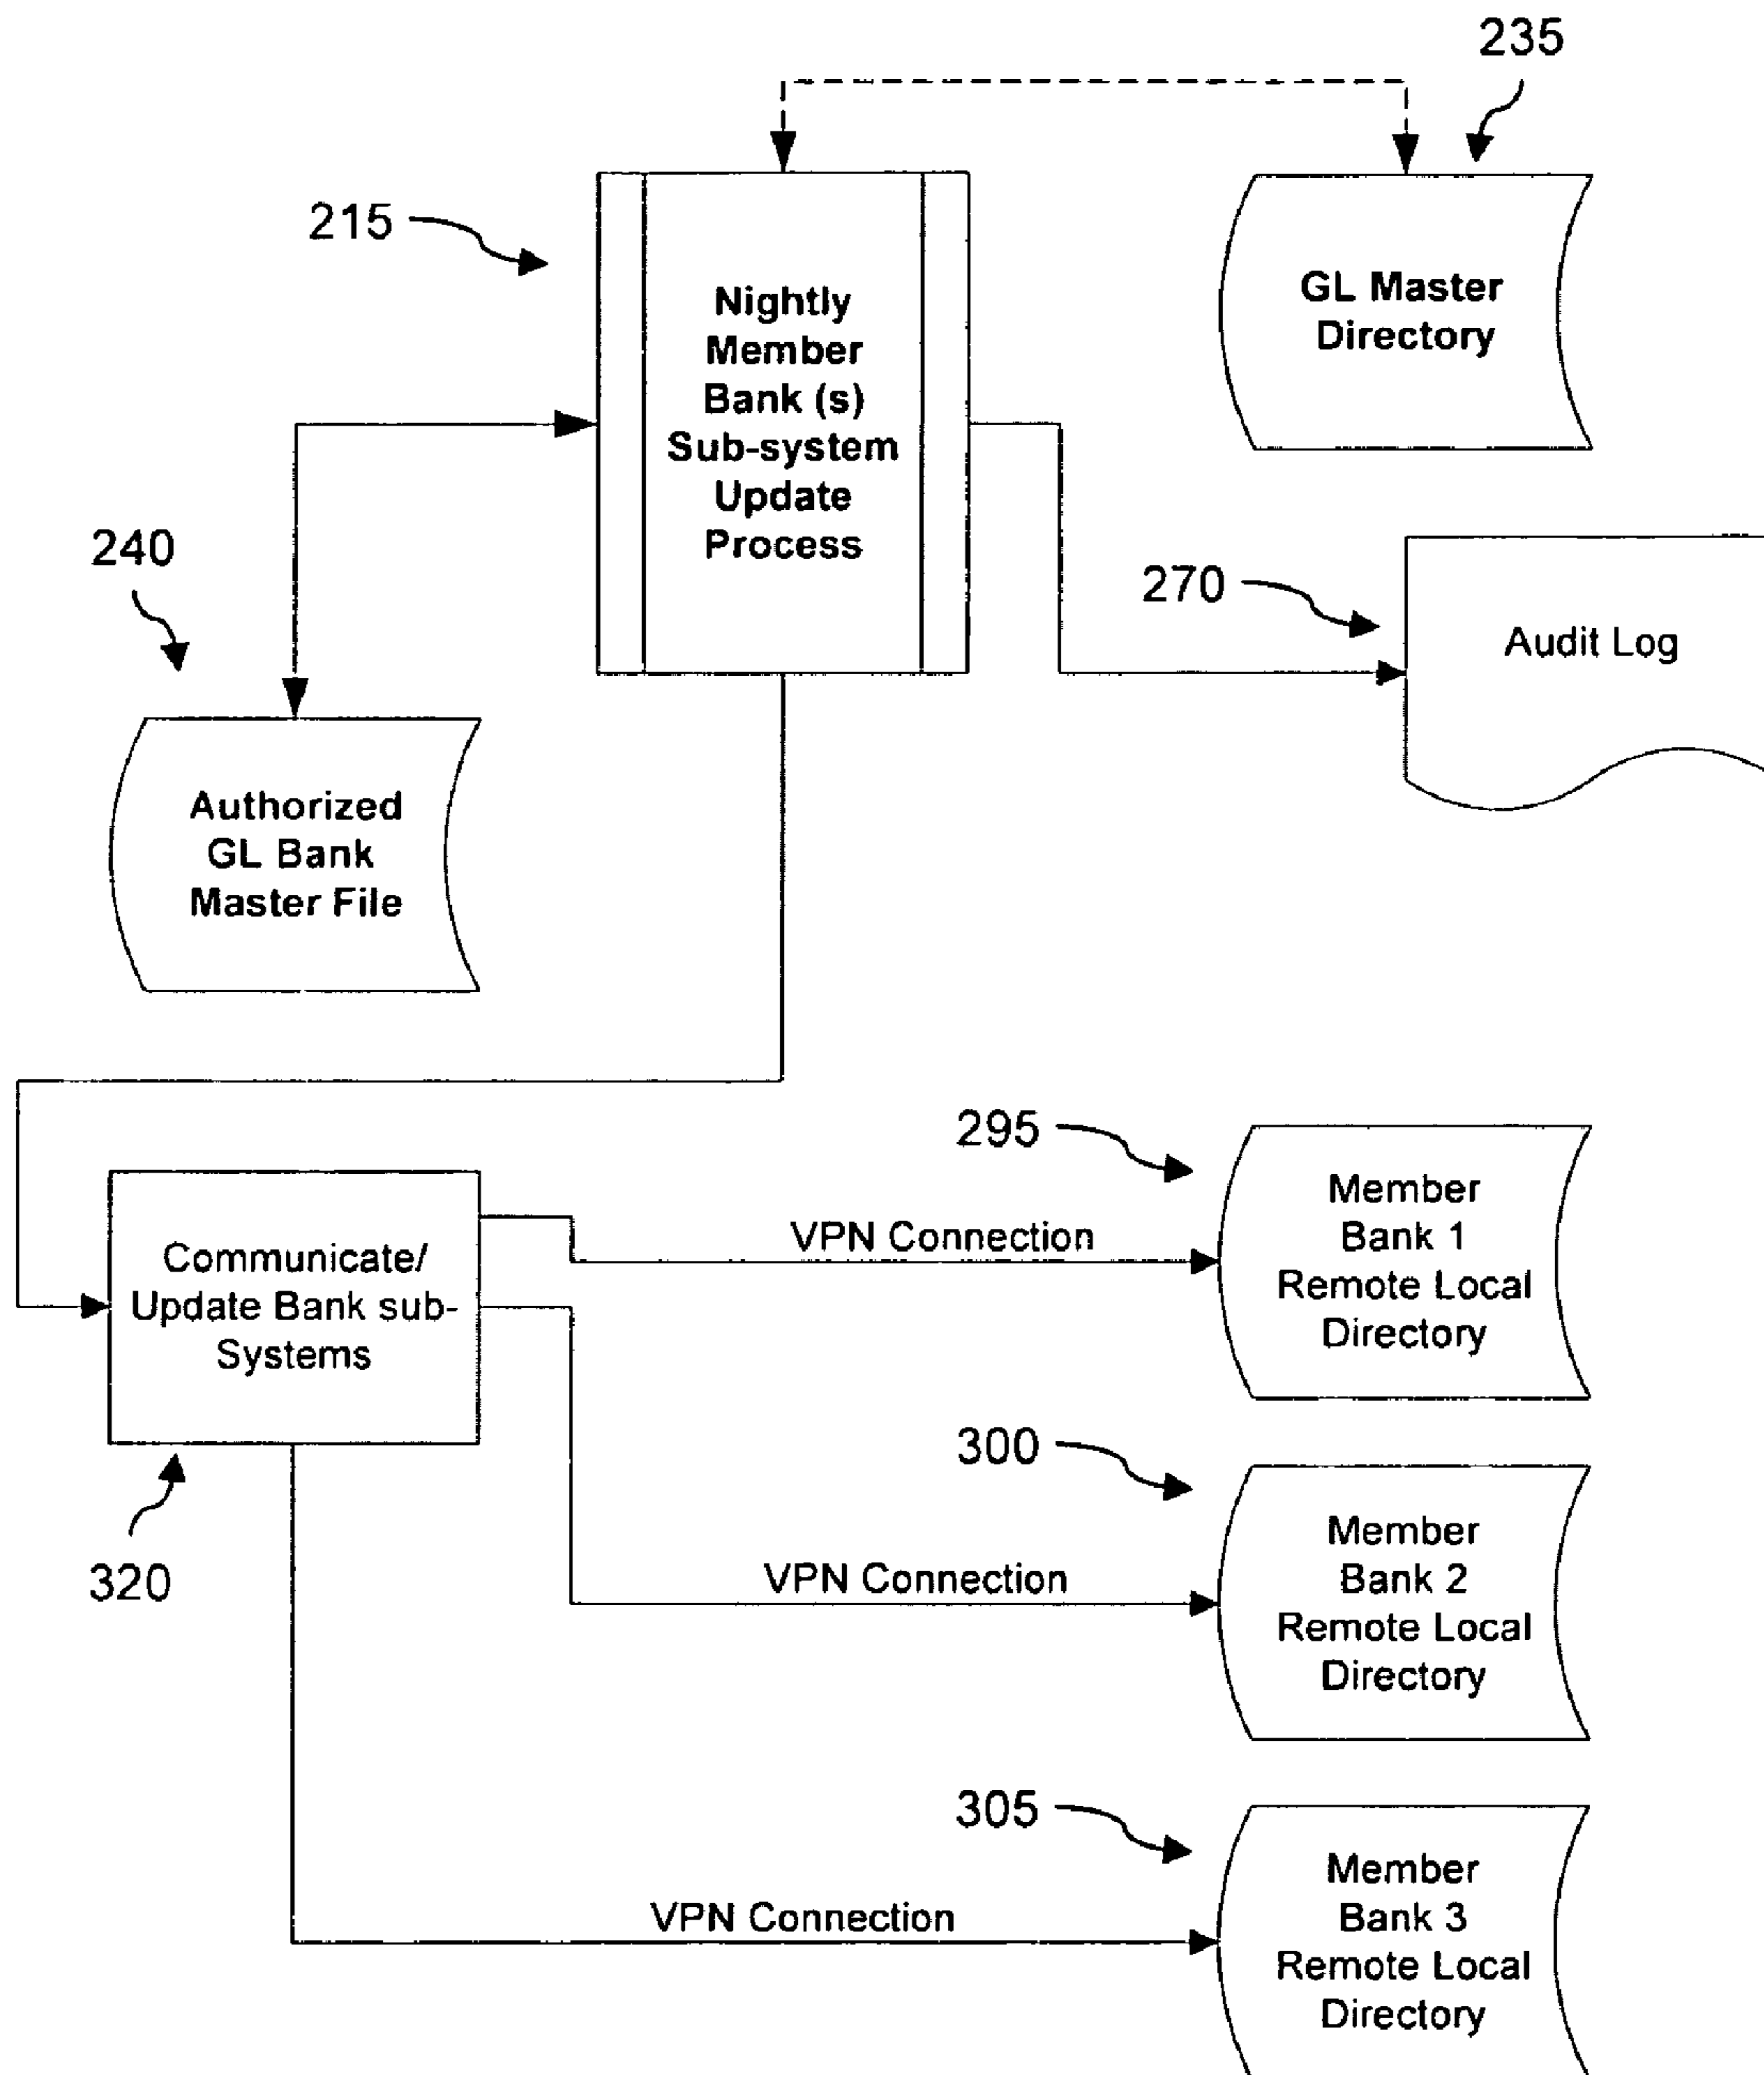 235
215
Nightly
Member
Bank (s)
Sub-system
Update
Process
GL Master
Directory
240
270
Audit Log
Authorized
GL Bank
Master File
295
Member
Bank 1
Remote Local
Directory
VPN Connection
Communicate/
Update Bank sub-
Systems
300
Member
Bank 2
Remote Local
Directory
VPN Connection
320
305
Member
Bank 3
Remote Local
Directory
VPN Connection